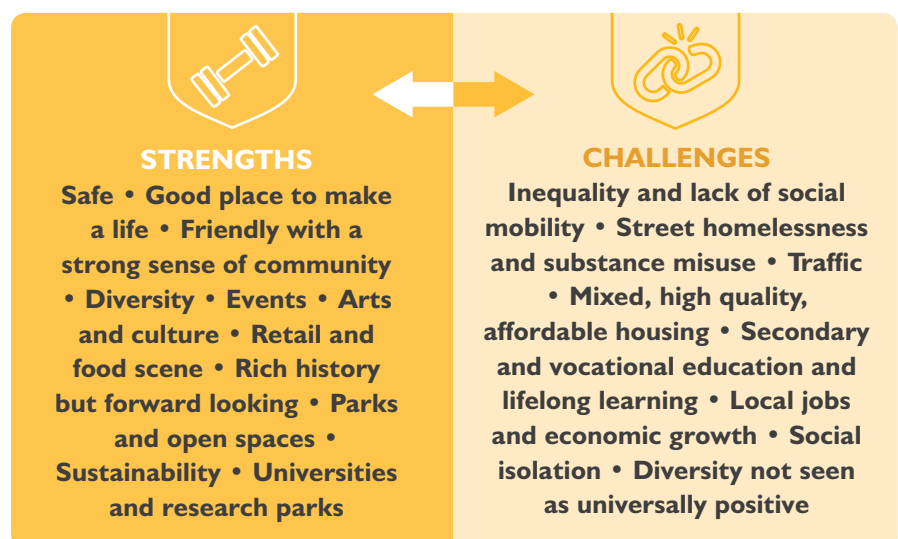 STRENGTHS
Safe • Good place to make
a life • Friendly with a
strong sense of community
• Diversity • Events • Arts
and culture • Retail and
food scene • Rich history
but forward looking • Parks
and open spaces •
Sustainability • Universities
and research parks
CHALLENGES
Inequality and lack of social
mobility • Street homelessness
and substance misuse • Traffic
• Mixed, high quality,
affordable housing • Secondary
and vocational education and
lifelong learning • Local jobs
and economic growth • Social
isolation • Diversity not seen
as universally positive